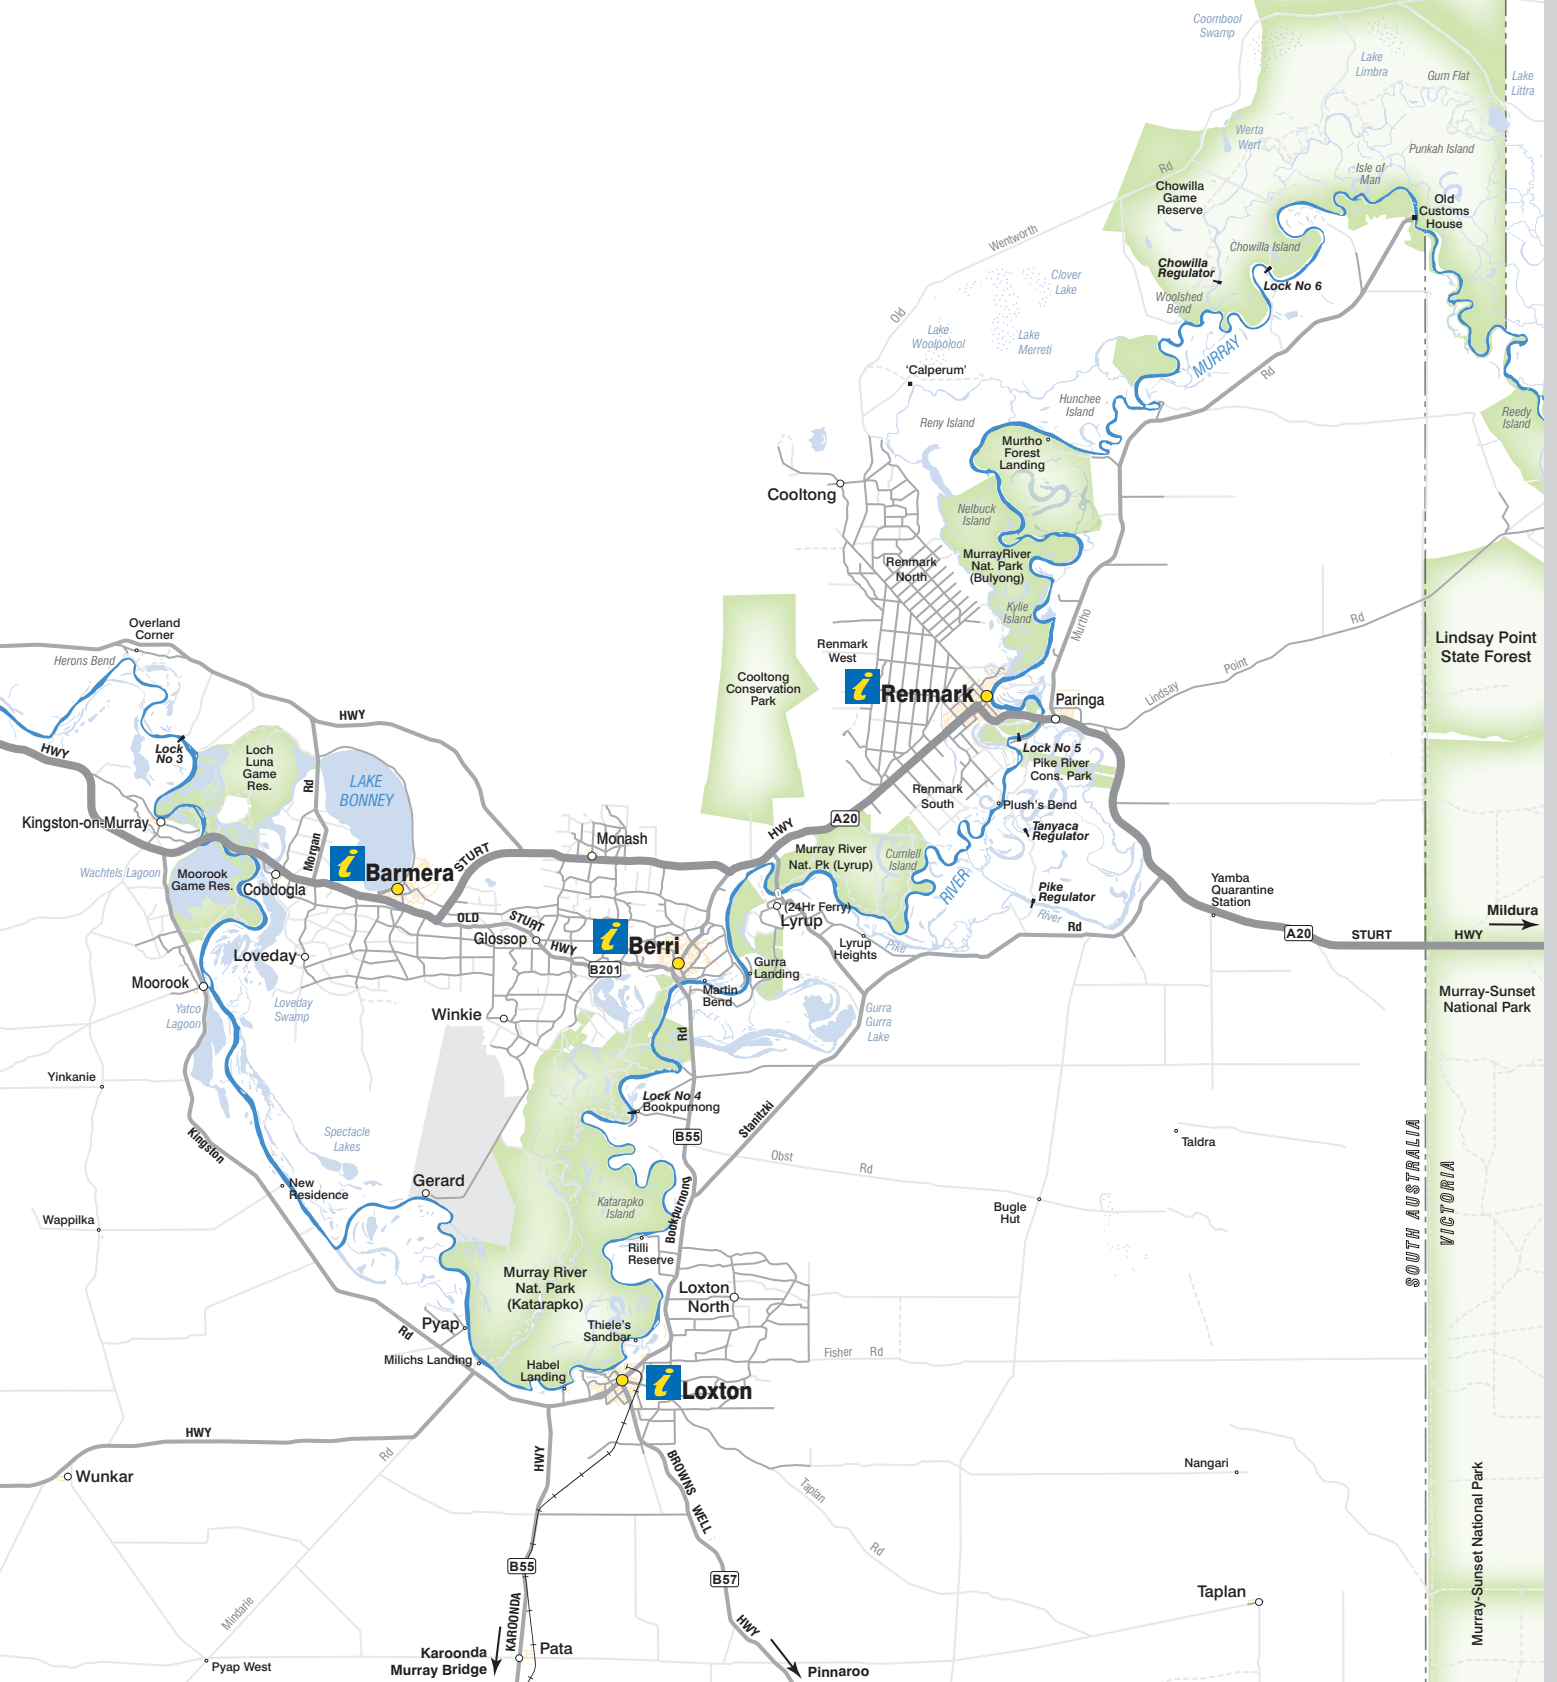 Coombool
Swamp
Lake
Limbra
Gum Flat
Lake
Littra
Werta
Wert
Punkah Island
Isle of
Man
Rd
Chowilla
Game
Reserve
Old
Customs
House
Wentworth
Chowilla Island
Chowilla
Regulator
Lock No 6
Clover
Lake
Woolshed
Bend
Old
Lake
Woolpolool
Lake
Merreti
MURRAY
Rd
'Calperum'
Hunchee
Island
Reny Island
Reedy
Island
Murtho
Forest
Landing
Cooltong
Nelbuck
Island
MurrayRiver
Nat. Park
(Bulyong)
Renmark
North
Kylie
Island
Murtho
Rd
Overland
Corner
Herons Bend
Renmark
West
Lindsay Point
State Forest
Point
Lindsay
Cooltong
Conservation
Park
i
Renmark
Paringa
HWY
HWY
Lock
No 3
Loch
Luna
Game
Res.
Rd
LAKE
BONNEY
Lock No 5
Pike River
Cons. Park
Renmark
South
Plush's Bend
A20
HWY
Kingston-on-Murray
Monash
Tanyaca
Regulator
Morgan
Murray River
Nat. Pk (Lyrup)
Cumlell
Island
STURT
i
Barmera
Wachtels Lagoon
Moorook
Game Res.
Cobdogla
RIVER
Pike
Regulator
River
Yamba
Quarantine
Station
Mildura
(24Hr Ferry)
Lyrup
OLD
STURT
HWY
Glossop
i
Berri
B201
Lyrup
Heights
Pike
Rd
A20
STURT
HWY
Loveday
Gurra
Landing
Moorook
Martin
Bend
Murray-Sunset
National Park
Yatco
Lagoon
Loveday
Swamp
Winkie
Rd
Gurra
Gurra
Lake
Yinkanie
Lock No 4
Bookpurnong
Stanitzki
B55
Kingston
Spectacle
Lakes
Taldra
Obst
Rd
SOUTH AUSTRALIA
VICTORIA
New
Residence
Gerard
Katarapko
Island
Bookpurnong
Bugle
Hut
Wappilka
Rilli
Reserve
Murray River
Nat. Park
(Katarapko)
Loxton
North
Pyap
Thiele's
Sandbar
Rd
Milichs Landing
Habel
Landing
Fisher
Rd
i
Loxton
HWY
Rd
HWY
BROWNS
WELL
Wunkar
Nangari
Taplan
Rd
Murray-Sunset National Park
B55
B57
Taplan
Mindarie
KAROONDA
HWY
Karoonda
Murray Bridge
Pata
Pyap West
Pinnaroo